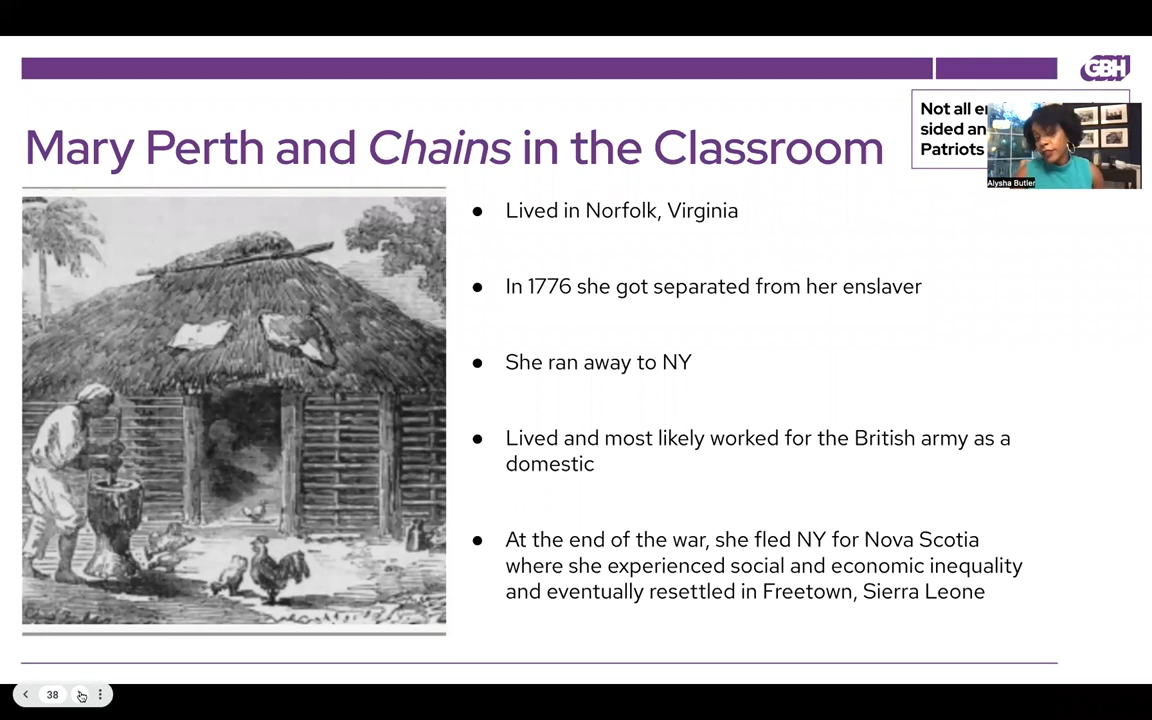 GBH
Not all
sided
Patriots
Mary Perth and Chains in the Classroom
Alysha Butler
● Lived in Norfolk, Virginia
● In 1776 she got separated from her enslaver
● She ran away to NY
● Lived and most likely worked for the British army as a
domestic
● At the end of the war, she fled NY for Nova Scotia
where she experienced social and economic inequality
and eventually resettled in Freetown, Sierra Leone
38